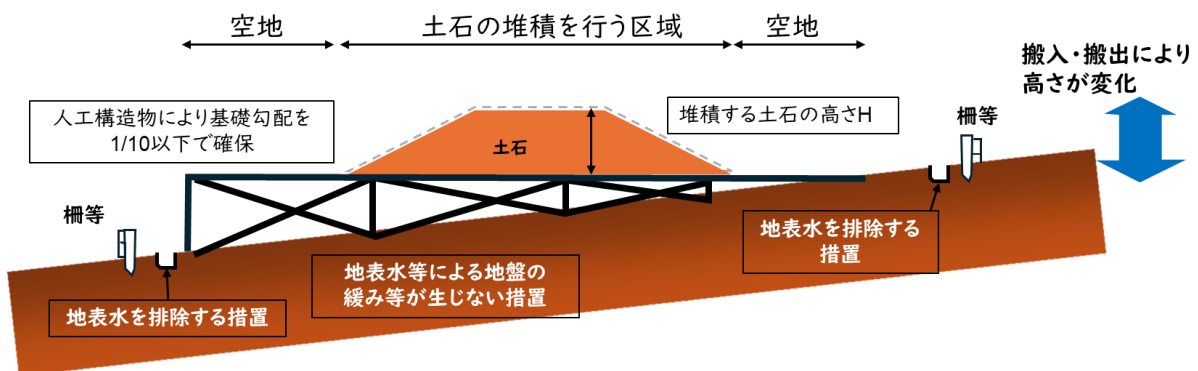 空地
土石の堆積を行う区域
空地
搬入・搬出により
高さが変化
人工構造物により基礎勾配を
1/10以下で確保
堆積する土石の高さH
柵等
土石
柵等
地表水を排除する
措置
地表水等による地盤の
緩み等が生じない措置
地表水を排除する措置